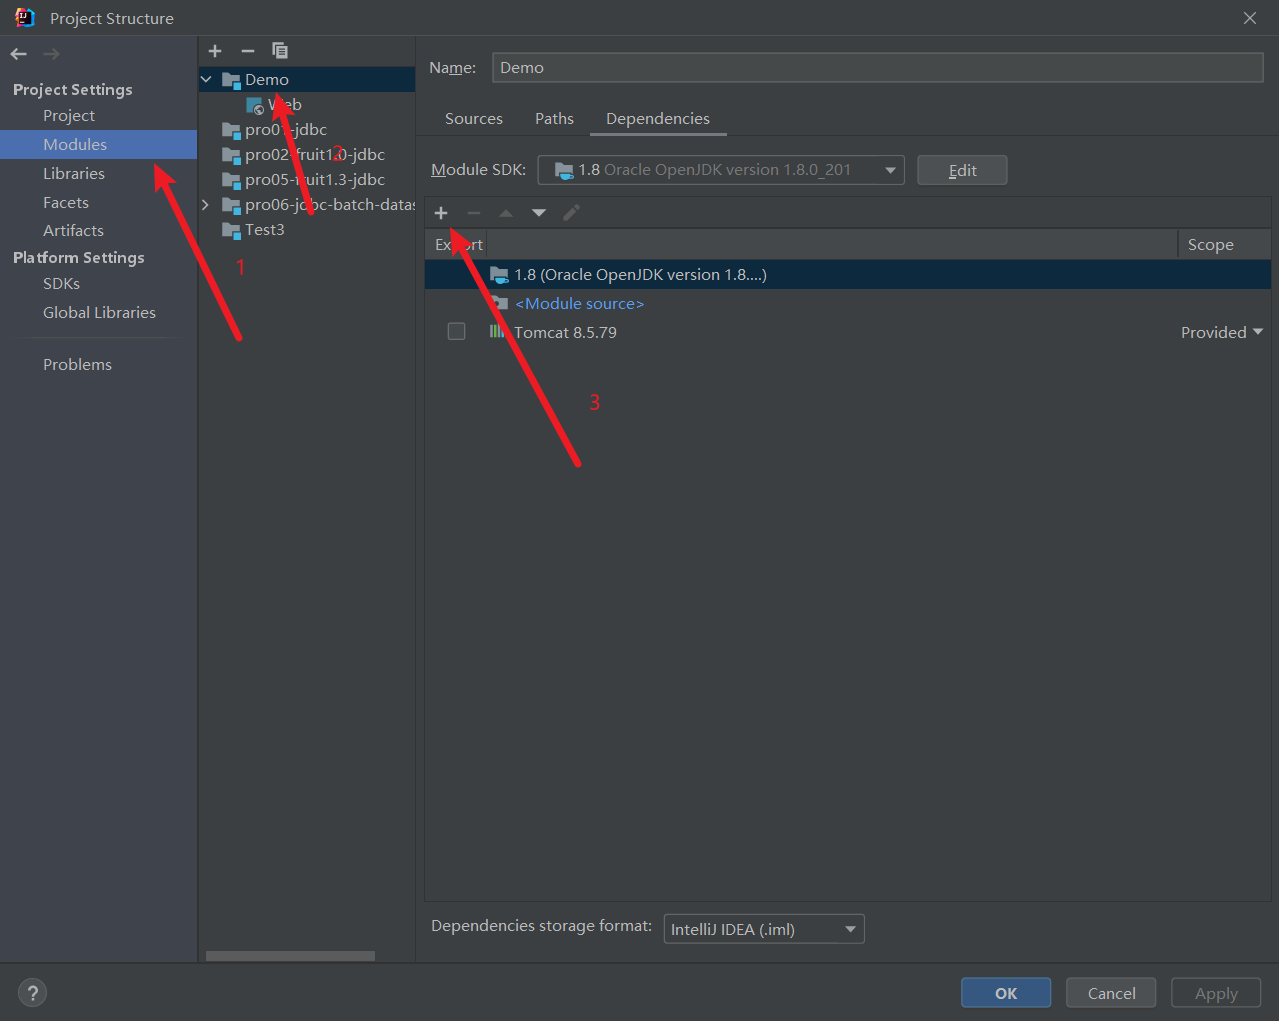 Project Structure
Project Settings
Project
Modules
Libraries
Facets
Artifacts
Platform Settings
SDKs
Global Libraries
Problems
1
Demo
Web
pro01-jdbc
pro02-fruit1.0-jdbc
2
pro05-fruit1.3-jdbc
pro06-jdbc-batch-datas
Test3
Name: Demo
Sources Paths Dependencies
Module SDK: 1.8 Oracle OpenJDK version 1.8.0_201 Edit
Export Scope
1.8 (Oracle OpenJDK version 1.8....)
<Module source>
Tomcat 8.5.79 Provided
3
Dependencies storage format: IntelliJ IDEA (.iml)
? OK Cancel Apply